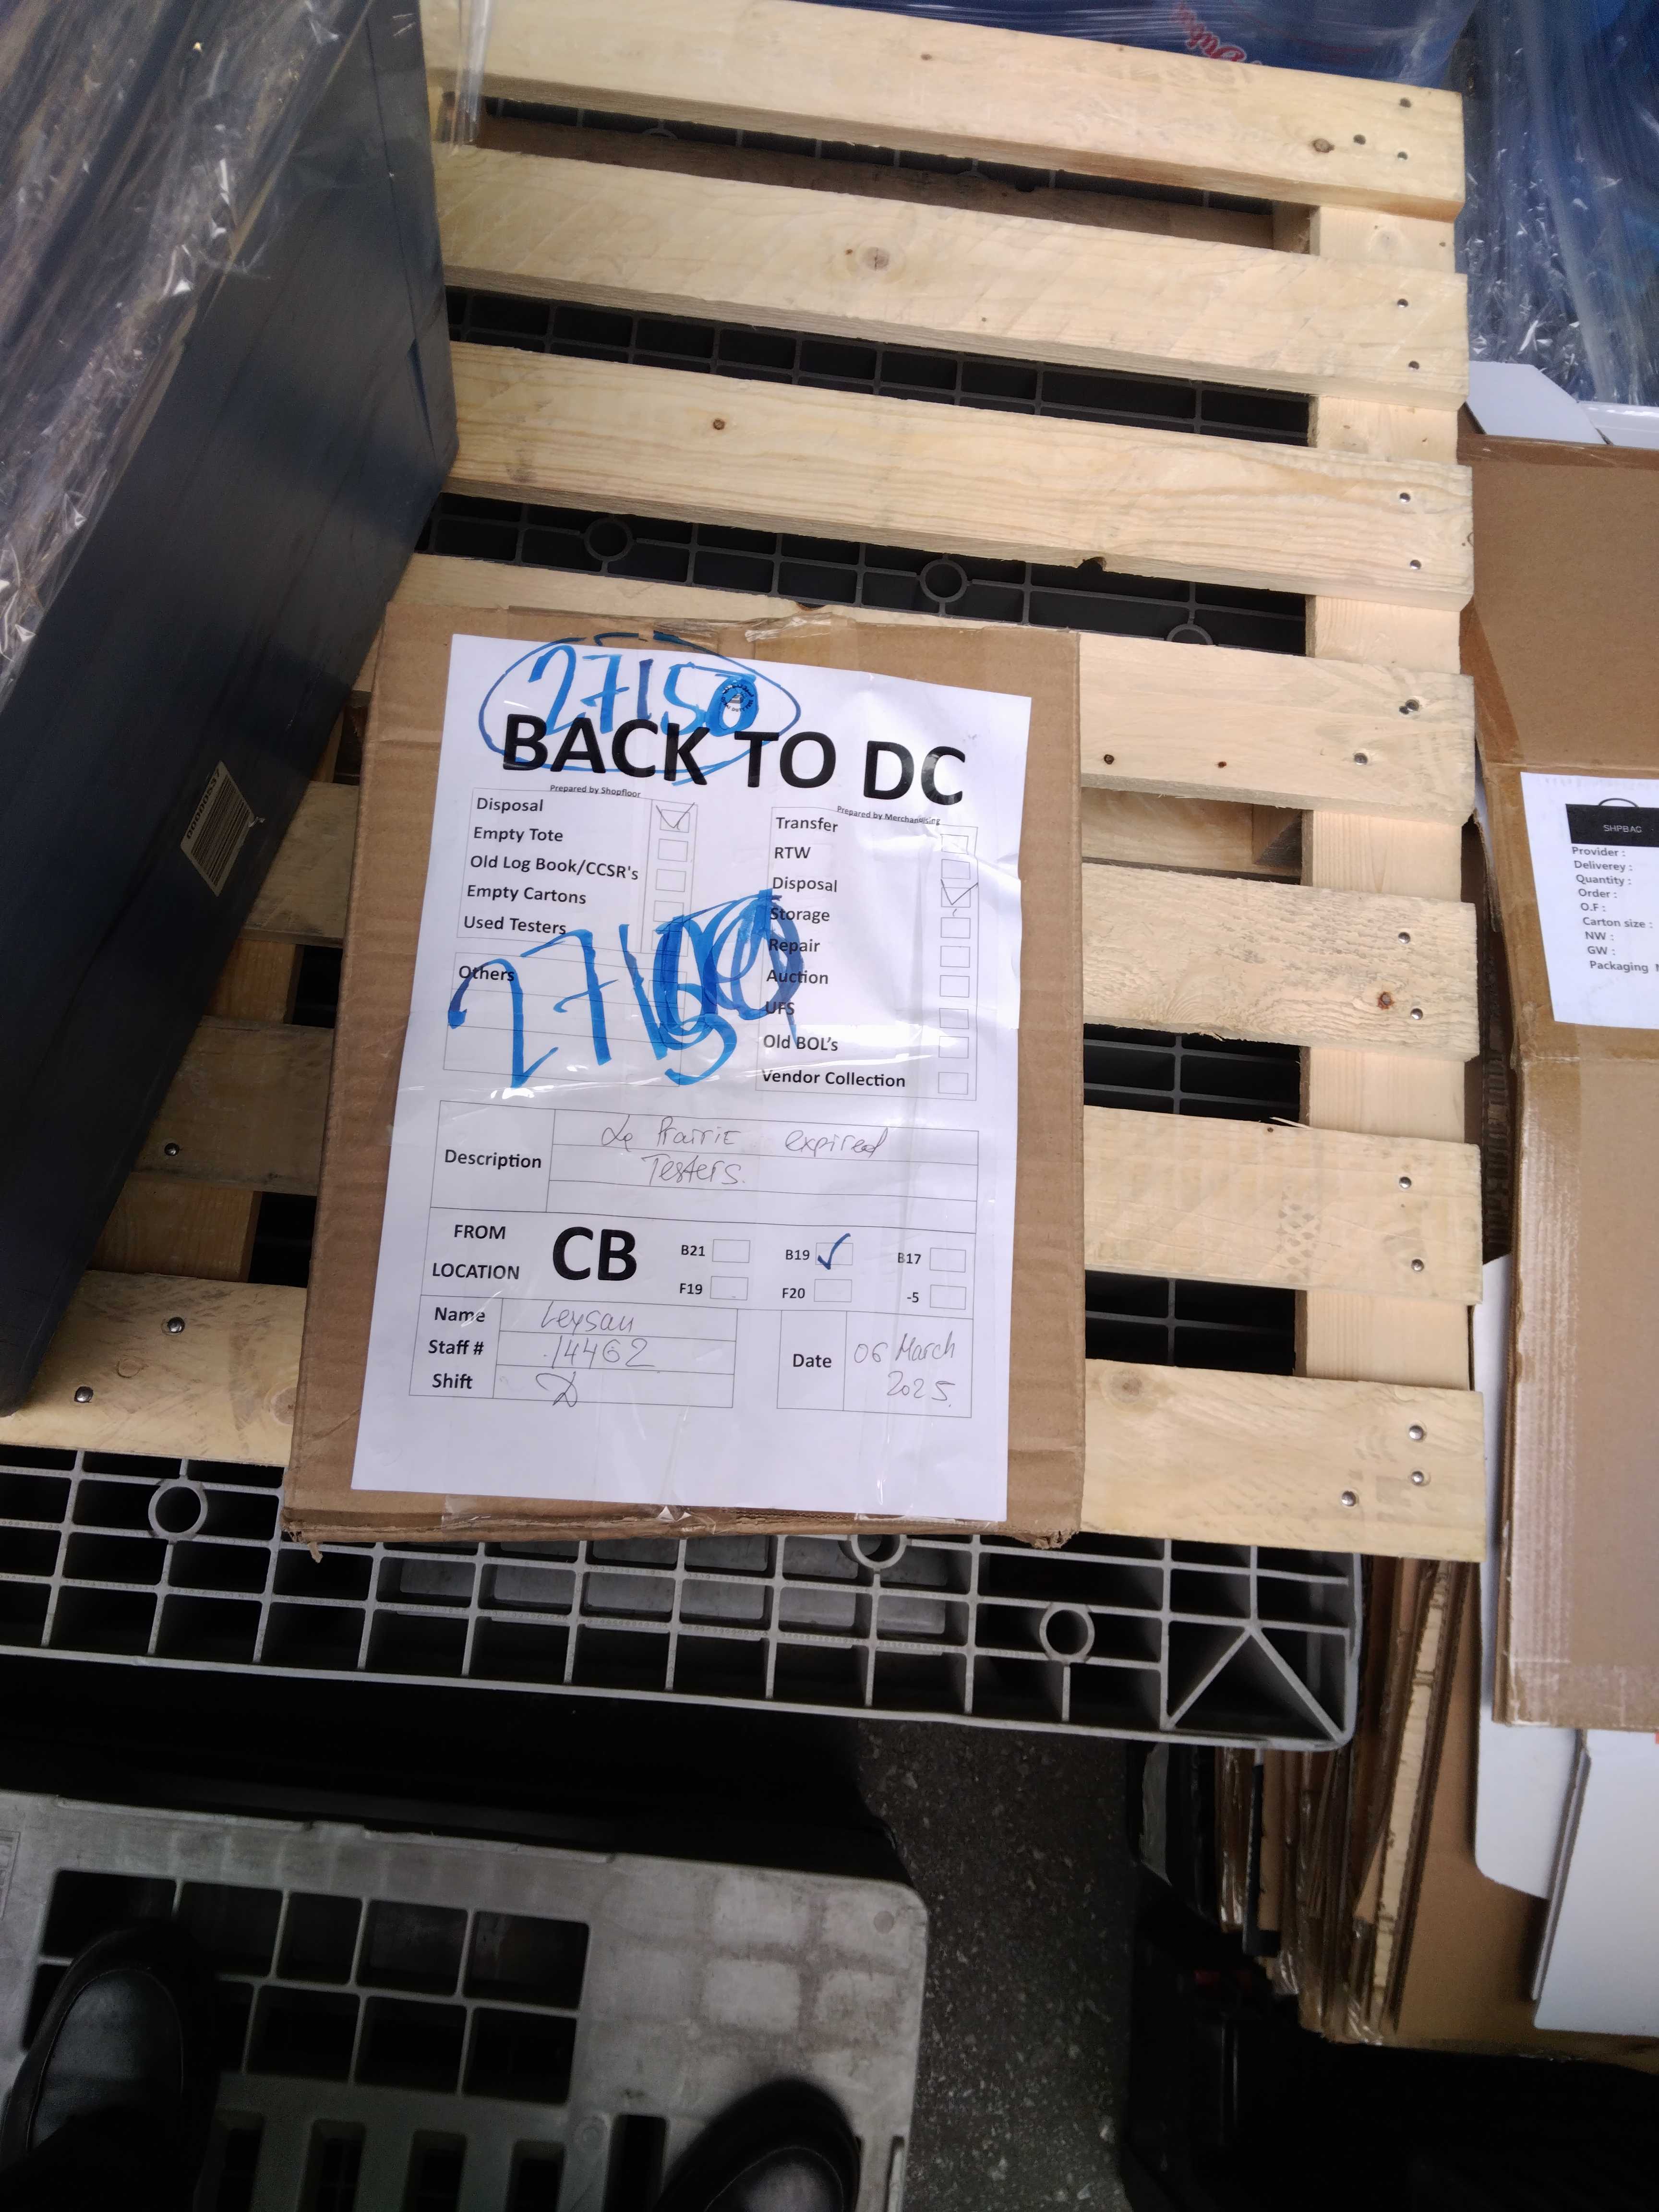 27150
BACK TO DC
Prepared by Shopfloor
Disposal
Empty Tote
Old Log Book/CCSR's
Empty Cartons
Used Testers
Others
Prepared by Merchandising
Transfer
RTW
Disposal
Storage
Repair
Auction
UFS
Old BOL's
Vendor Collection
Description
La Prairie expired
Testers.
FROM
LOCATION
CB
B21 B19 B17
F19 F20 -5
Name Leysan
Staff # 14462
Shift D
Date 06 March
2025.
SHPBAG
Provider :
Deliverey :
Quantity :
Order :
O.F :
Carton size :
NW :
GW :
Packaging